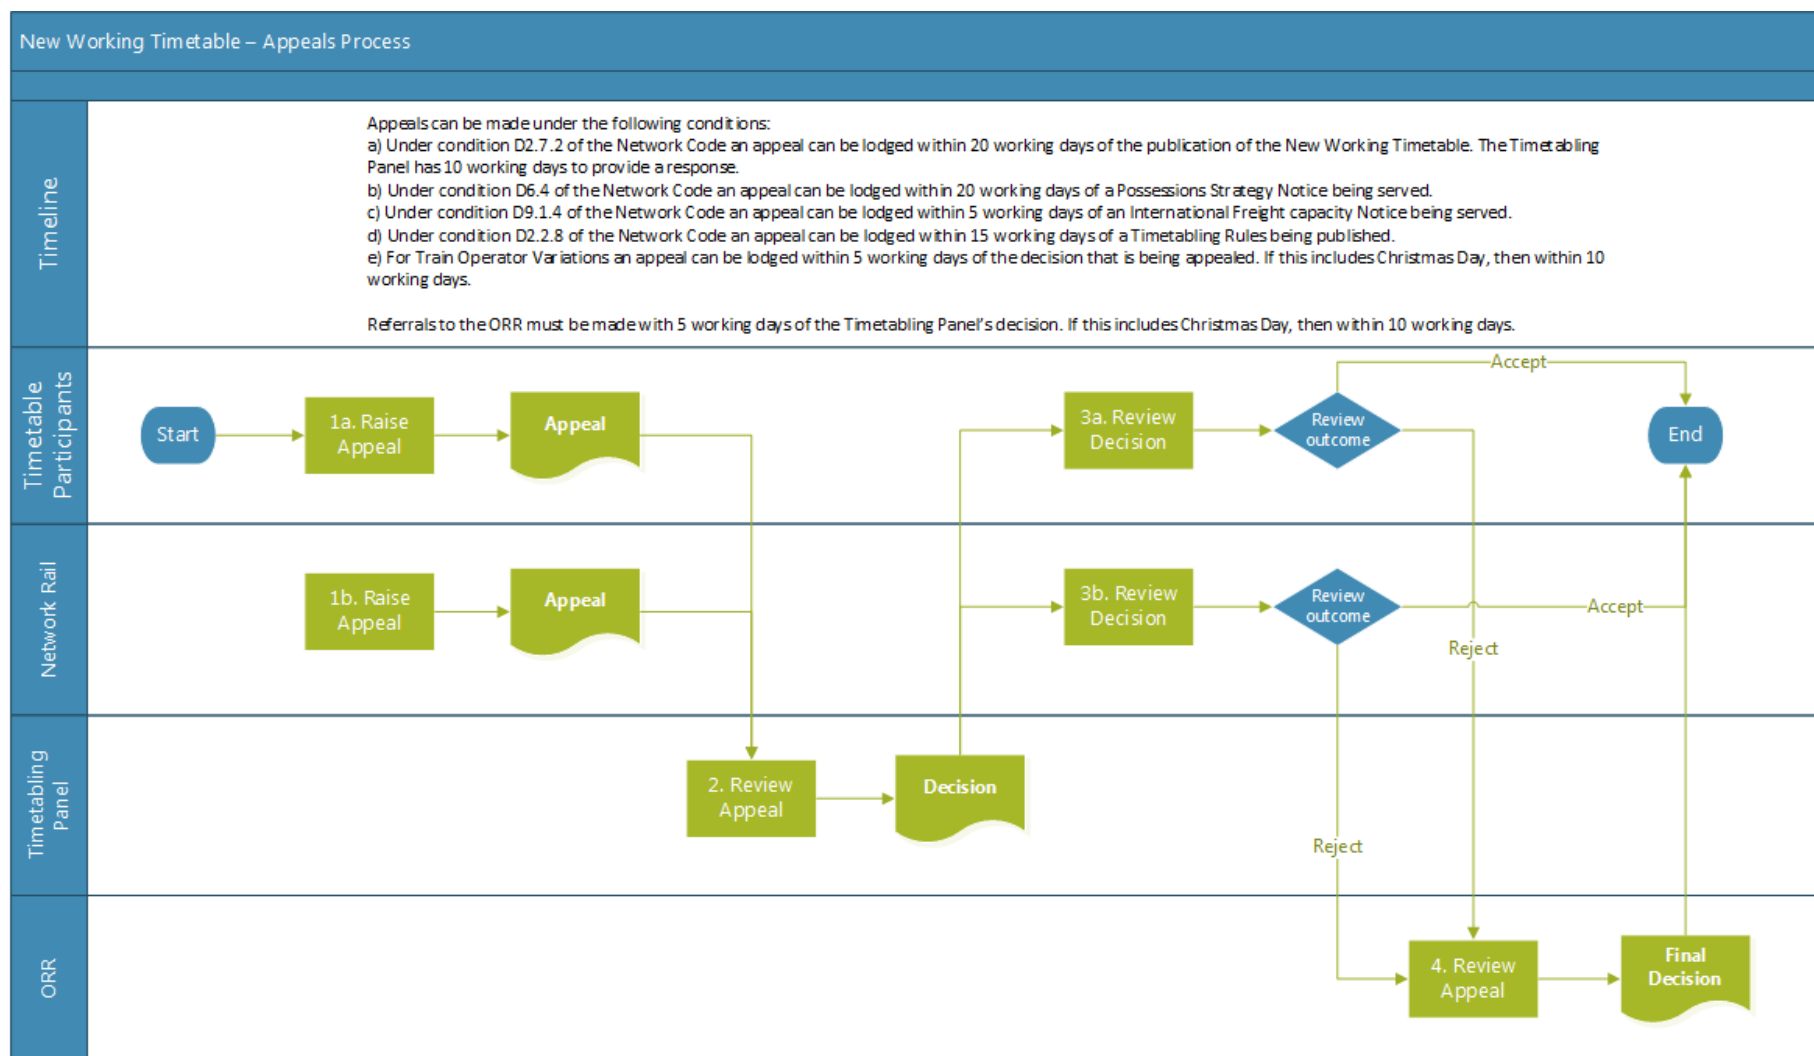 New Working Timetable – Appeals Process
Timeline
Appeals can be made under the following conditions:
a) Under condition D2.7.2 of the Network Code an appeal can be lodged within 20 working days of the publication of the New Working Timetable. The Timetabling
Panel has 10 working days to provide a response.
b) Under condition D6.4 of the Network Code an appeal can be lodged within 20 working days of a Possessions Strategy Notice being served.
c) Under condition D9.1.4 of the Network Code an appeal can be lodged within 5 working days of an International Freight capacity Notice being served.
d) Under condition D2.2.8 of the Network Code an appeal can be lodged within 15 working days of a Timetabling Rules being published.
e) For Train Operator Variations an appeal can be lodged within 5 working days of the decision that is being appealed. If this includes Christmas Day, then within 10
working days.
Referrals to the ORR must be made with 5 working days of the Timetabling Panel's decision. If this includes Christmas Day, then within 10 working days.
Timetable
Participants
Start
1a. Raise
Appeal
Appeal
3a. Review
Decision
Review
outcome
Accept
End
Network Rail
1b. Raise
Appeal
Appeal
3b. Review
Decision
Review
outcome
Accept
Reject
Timetabling
Panel
2. Review
Appeal
Decision
Reject
ORR
4. Review
Appeal
Final
Decision